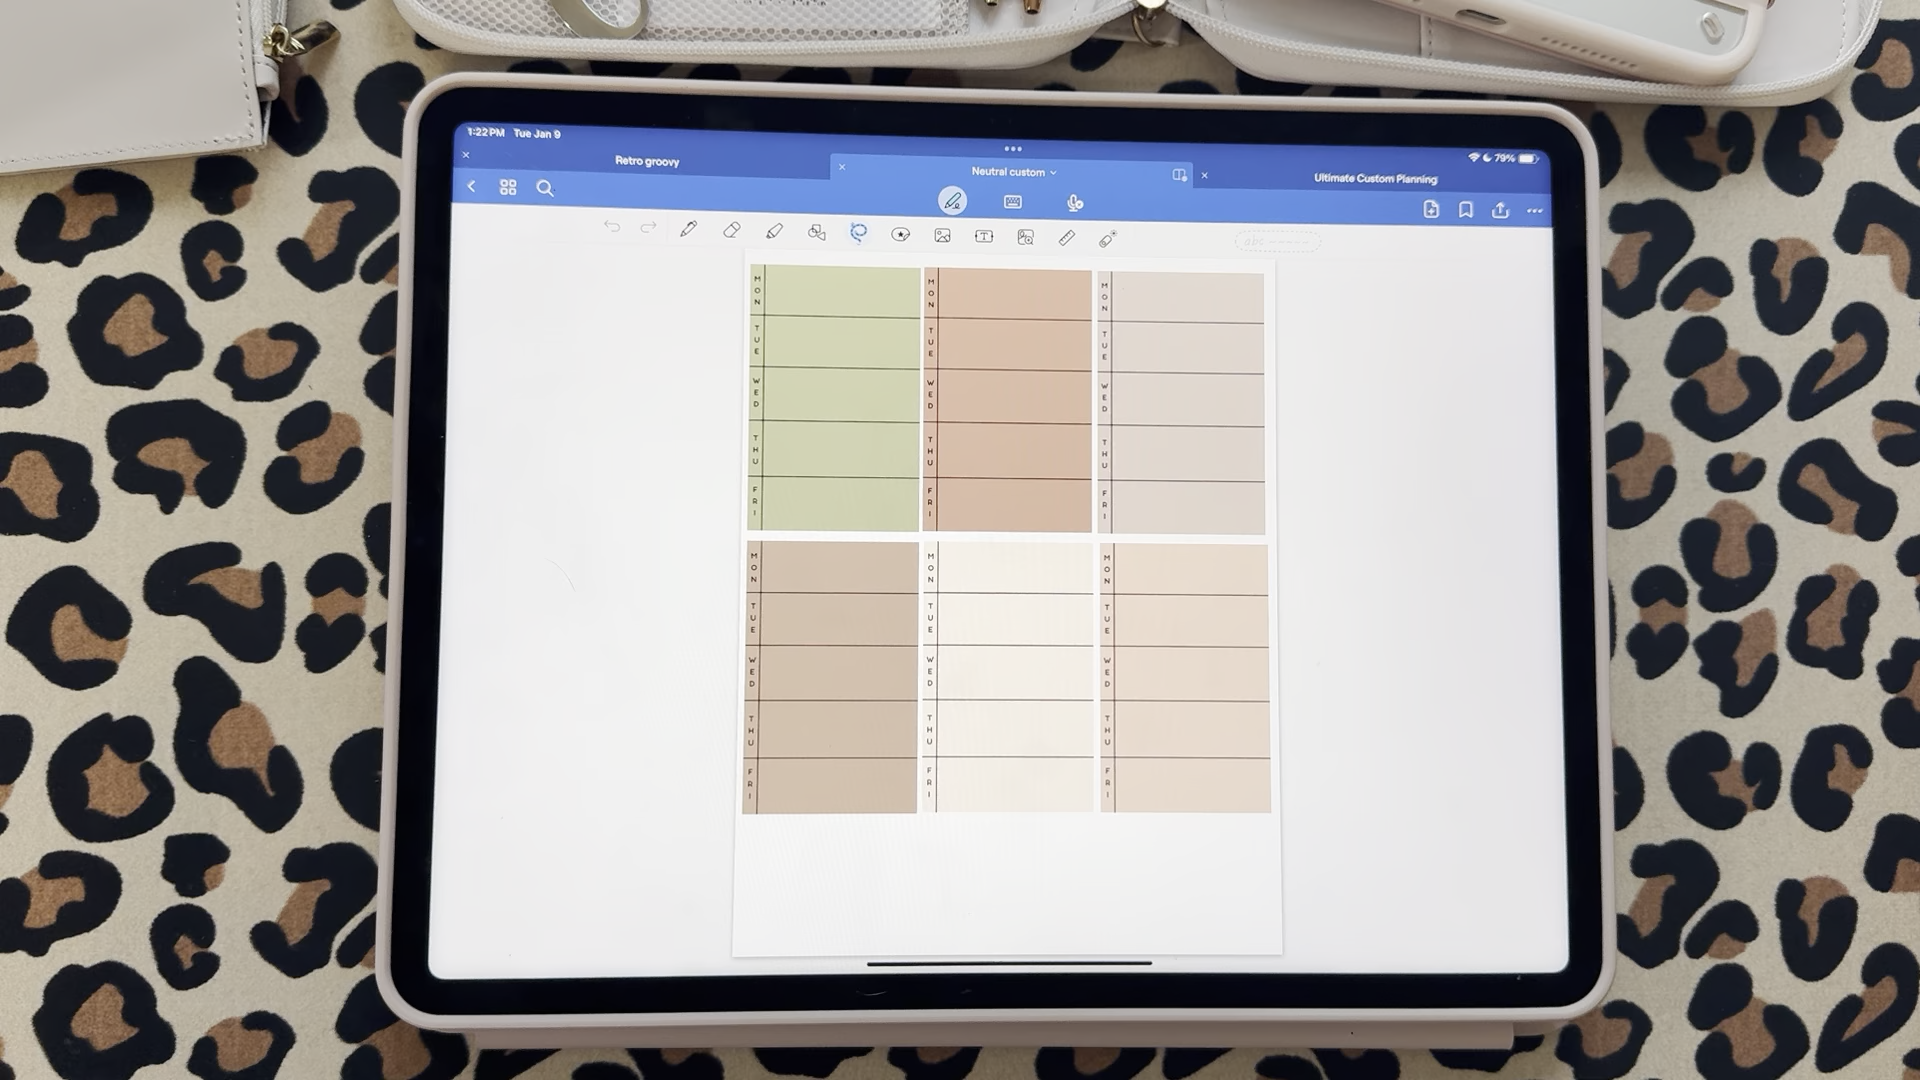 1:22 PM Tue Jan 9
79%
Retro groovy
Neutral custom
Ultimate Custom Planning
abc
MON
TUE
WED
THU
FRI
MON
TUE
WED
THU
FRI
MON
TUE
WED
THU
FRI
MON
TUE
WED
THU
FRI
MON
TUE
WED
THU
FRI
MON
TUE
WED
THU
FRI